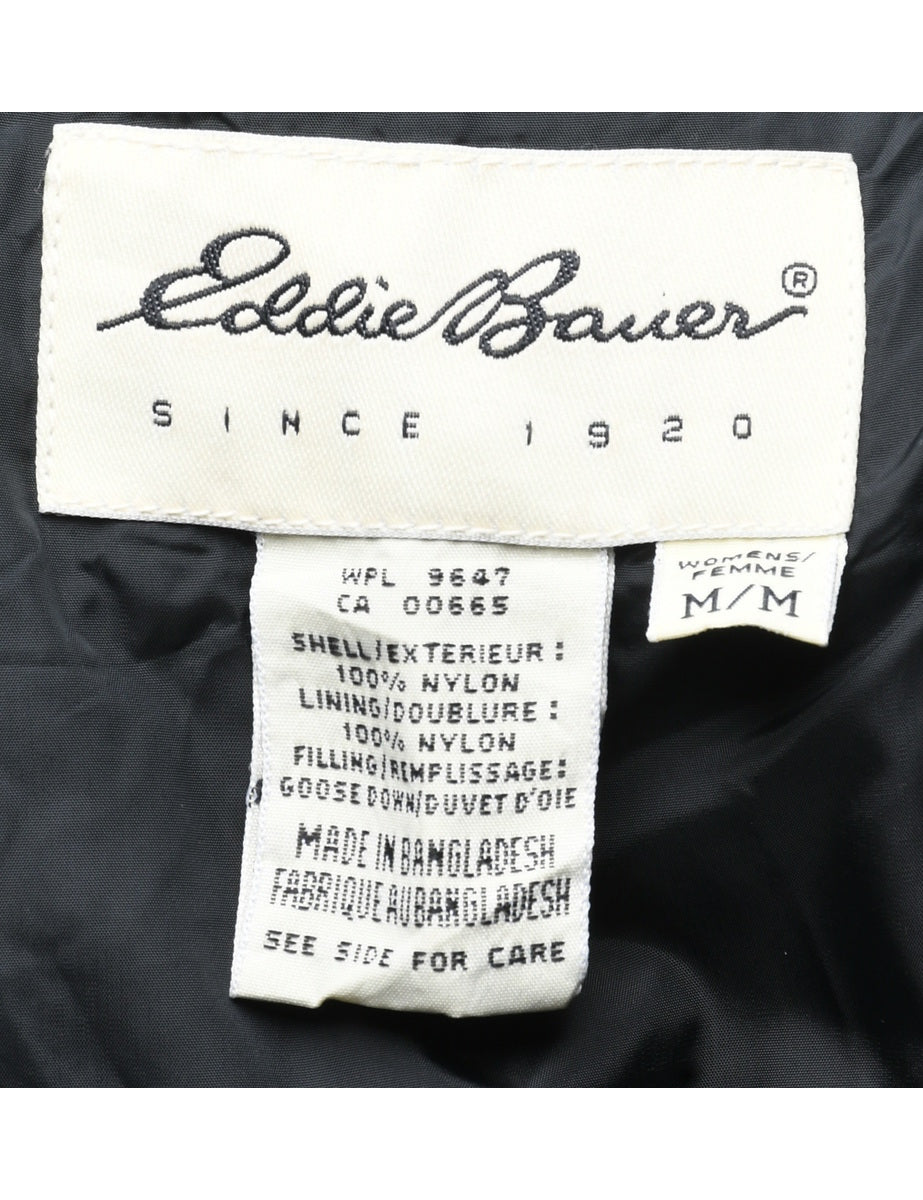 Eddie Bauer ®
SINCE 1920
WPL 9647
CA 00665
SHELL/EXTERIEUR:
100% NYLON
LINING/DOUBLURE:
100% NYLON
FILLING/REMPLISSAGE:
GOOSE DOWN/DUVET D'OIE
MADE IN BANGLADESH
FABRIQUE AU BANGLADESH
SEE SIDE FOR CARE
WOMENS/
FEMME
M/M